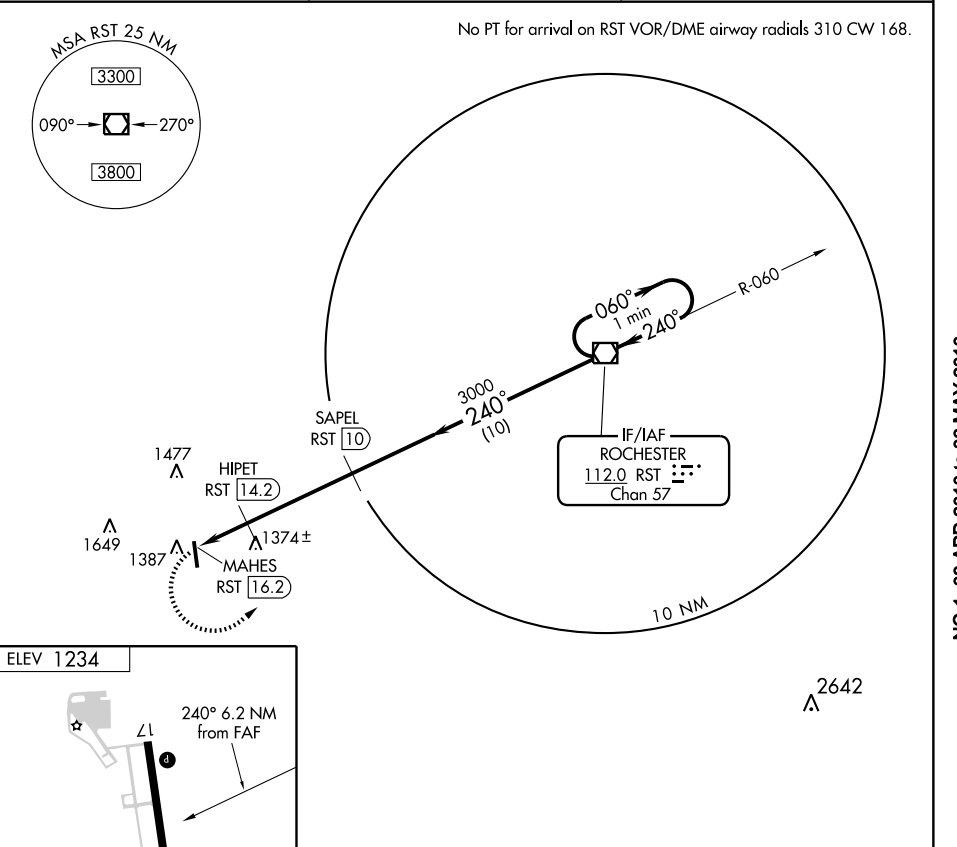 No PT for arrival on RST VOR/DME airway radials 310 CW 168.
MSA RST 25 NM
3300
090°
270°
3800
R-060
060°
1 min
240°
3000
240°
(10)
SAPEL
RST 10
IF/IAF
ROCHESTER
112.0 RST
Chan 57
1477
HIPET
RST 14.2
1649
1387
1374±
MAHES
RST 16.2
10 NM
2642
ELEV 1234
240° 6.2 NM
from FAF
17
P